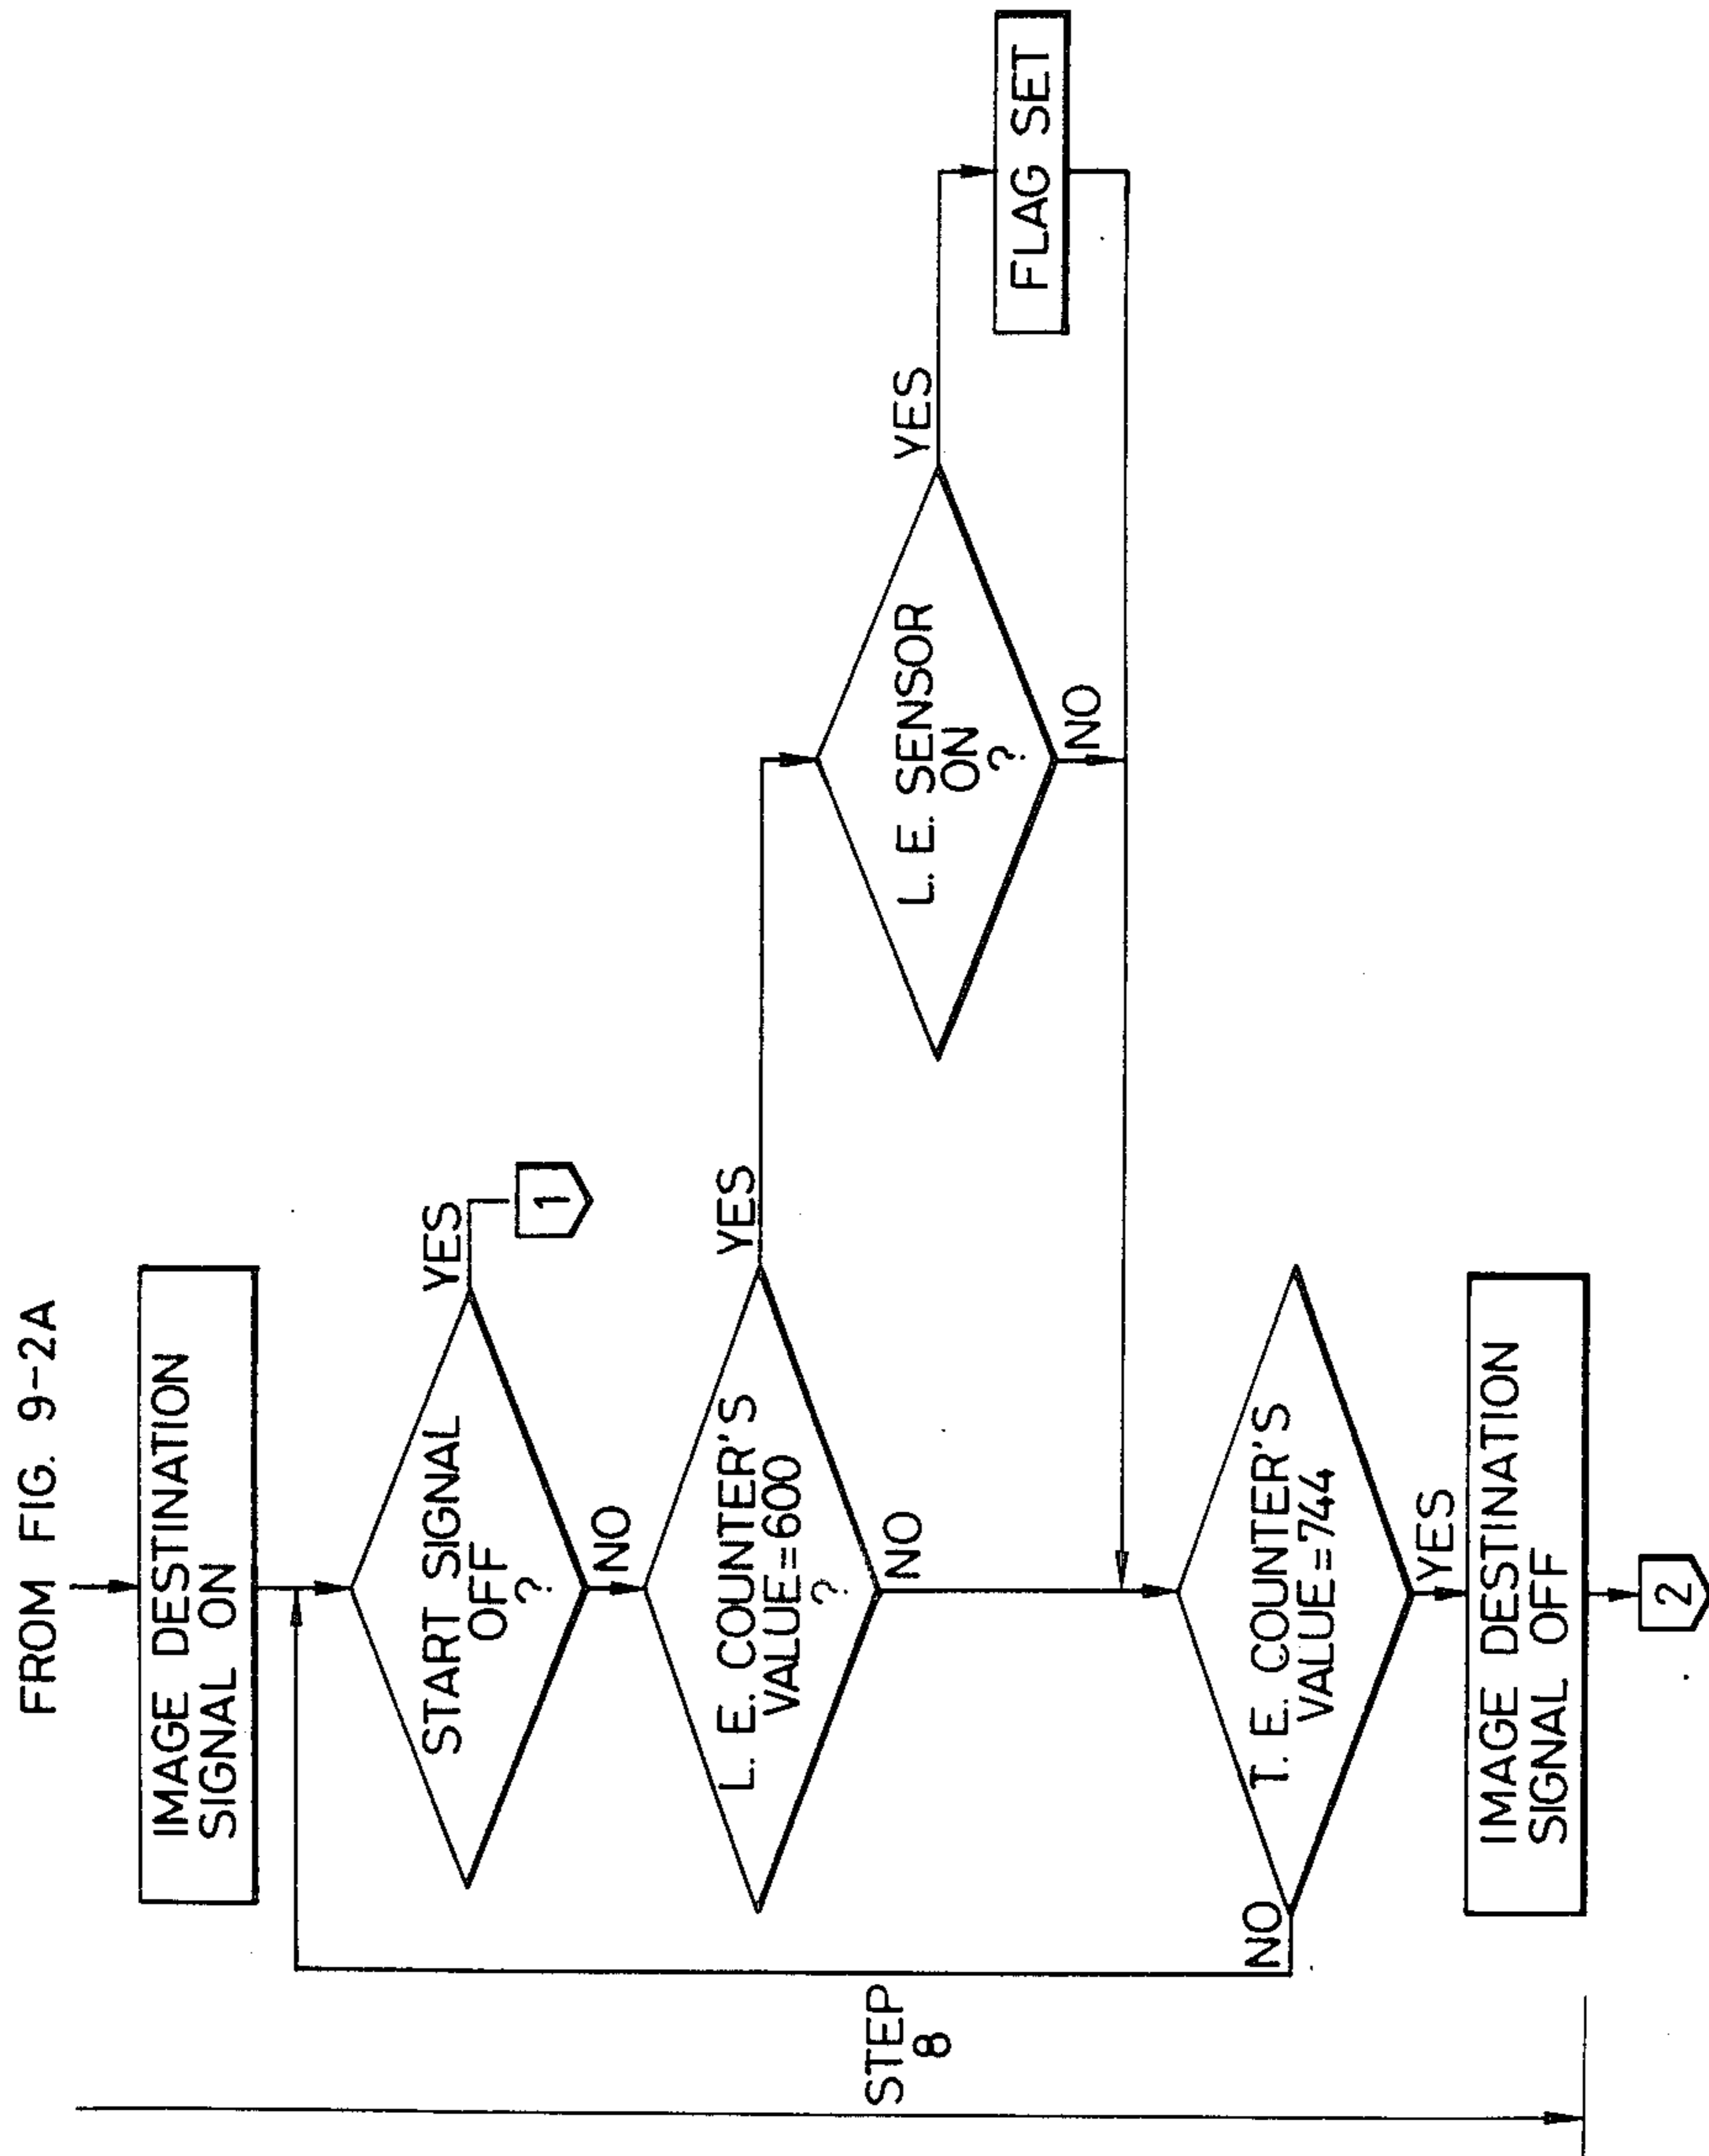 FROM FIG. 9-2A
IMAGE DESTINATION
SIGNAL ON
START SIGNAL
OFF
?
YES
1
NO
L. E. COUNTER'S
VALUE=600
?
YES
NO
L. E. SENSOR
ON
?
YES
NO
FLAG SET
T. E. COUNTER'S
VALUE=744
NO
YES
IMAGE DESTINATION
SIGNAL OFF
2
STEP
8